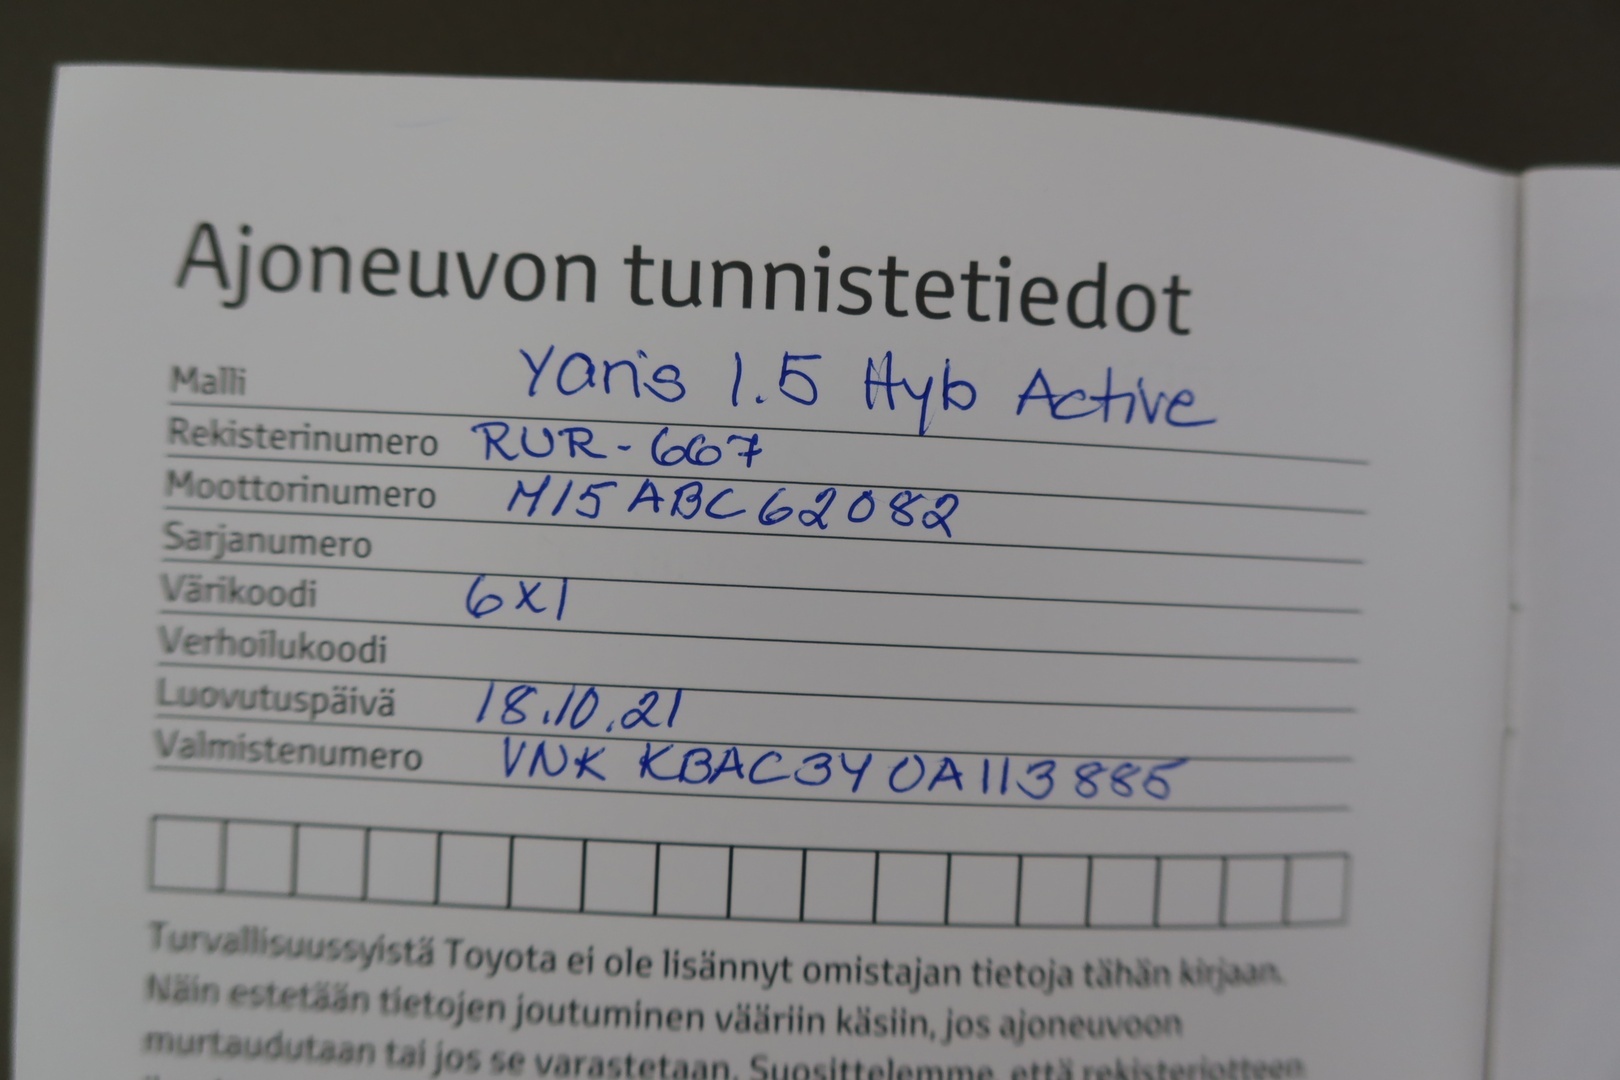 Ajoneuvon tunnistetiedot
Malli Yaris 1.5 Hyb Active
Rekisterinumero RUR-667
Moottorinumero M15ABC62082
Sarjanumero
Värikoodi 6X1
Verhoilukoodi
Luovutuspäivä 18.10.21
Valmistenumero VNK KBAC3Y0A113885
Turvallisuussyistä Toyota ei ole lisännyt omistajan tietoja tähän kirjaan.
Näin estetään tietojen joutuminen vääriin käsiin, jos ajoneuvoon
murtaudutaan tai jos se varastetaan. Suosittelemme, että rekisteriotteen